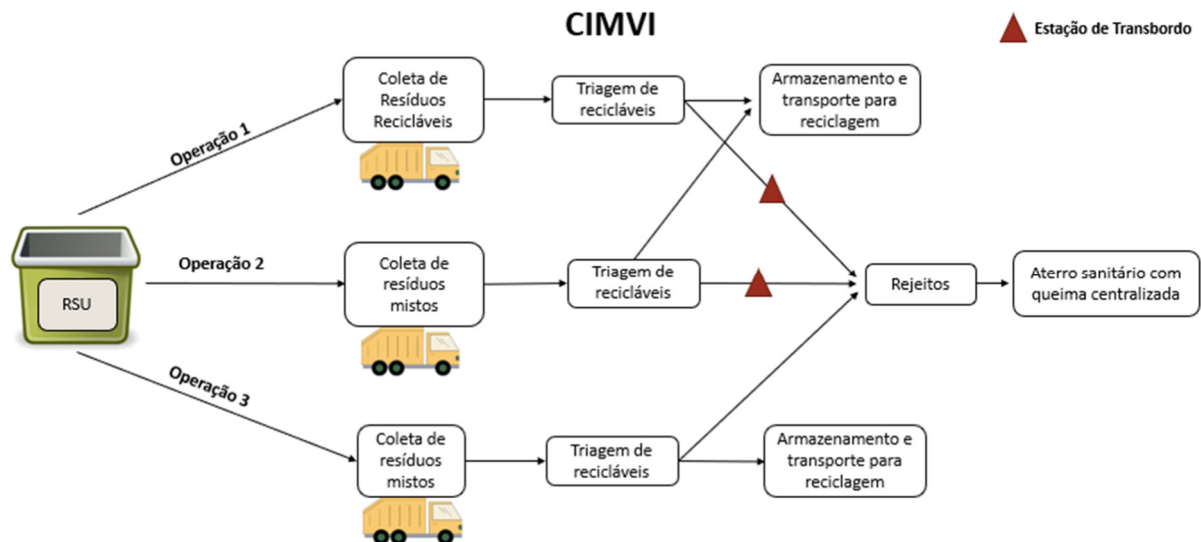 CIMVI
Estação de Transbordo
Operação 1
Coleta de
Resíduos
Recicláveis
Triagem de
recicláveis
Armazenamento e
transporte para
reciclagem
RSU
Operação 2
Coleta de
resíduos
mistos
Triagem de
recicláveis
Rejeitos
Aterro sanitário com
queima centralizada
Operação 3
Coleta de
resíduos
mistos
Triagem de
recicláveis
Armazenamento e
transporte para
reciclagem